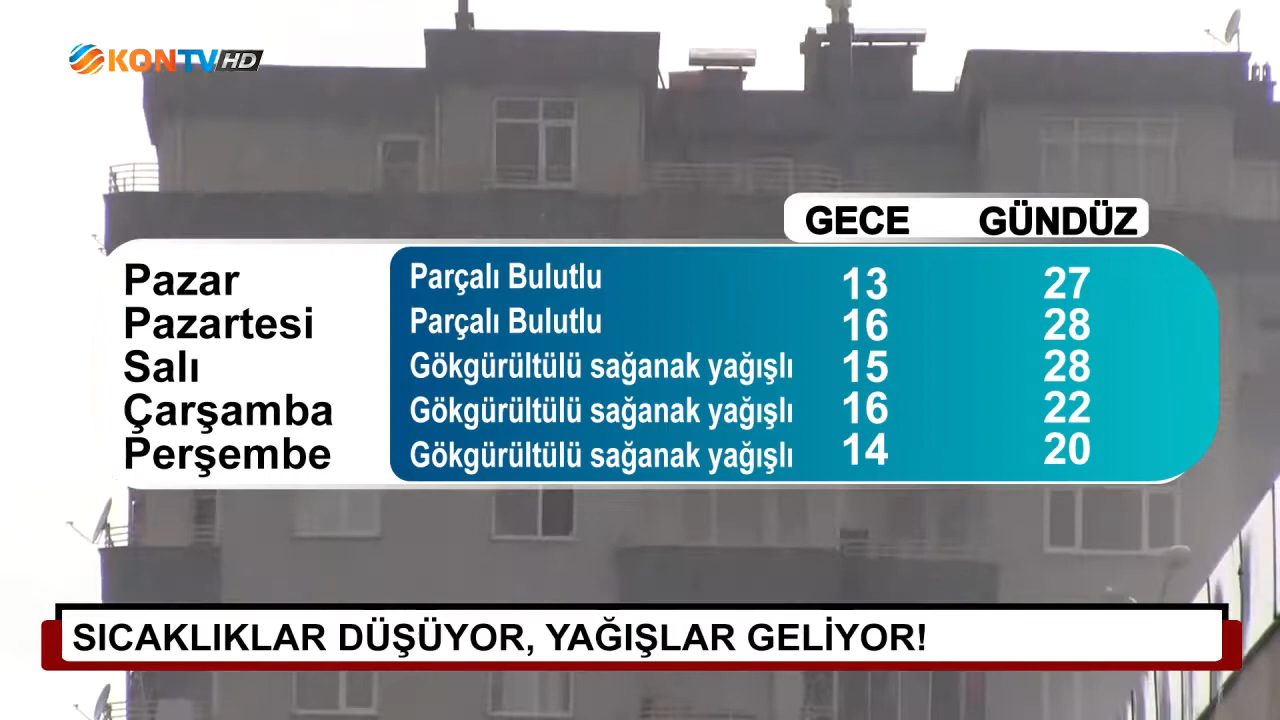 KONTV HD
GECE GÜNDÜZ
Pazar Parçalı Bulutlu 13 27
Pazartesi Parçalı Bulutlu 16 28
Salı Gökgürültülü sağanak yağışlı 15 28
Çarşamba Gökgürültülü sağanak yağışlı 16 22
Perşembe Gökgürültülü sağanak yağışlı 14 20
SICAKLIKLAR DÜŞÜYOR, YAĞIŞLAR GELİYOR!